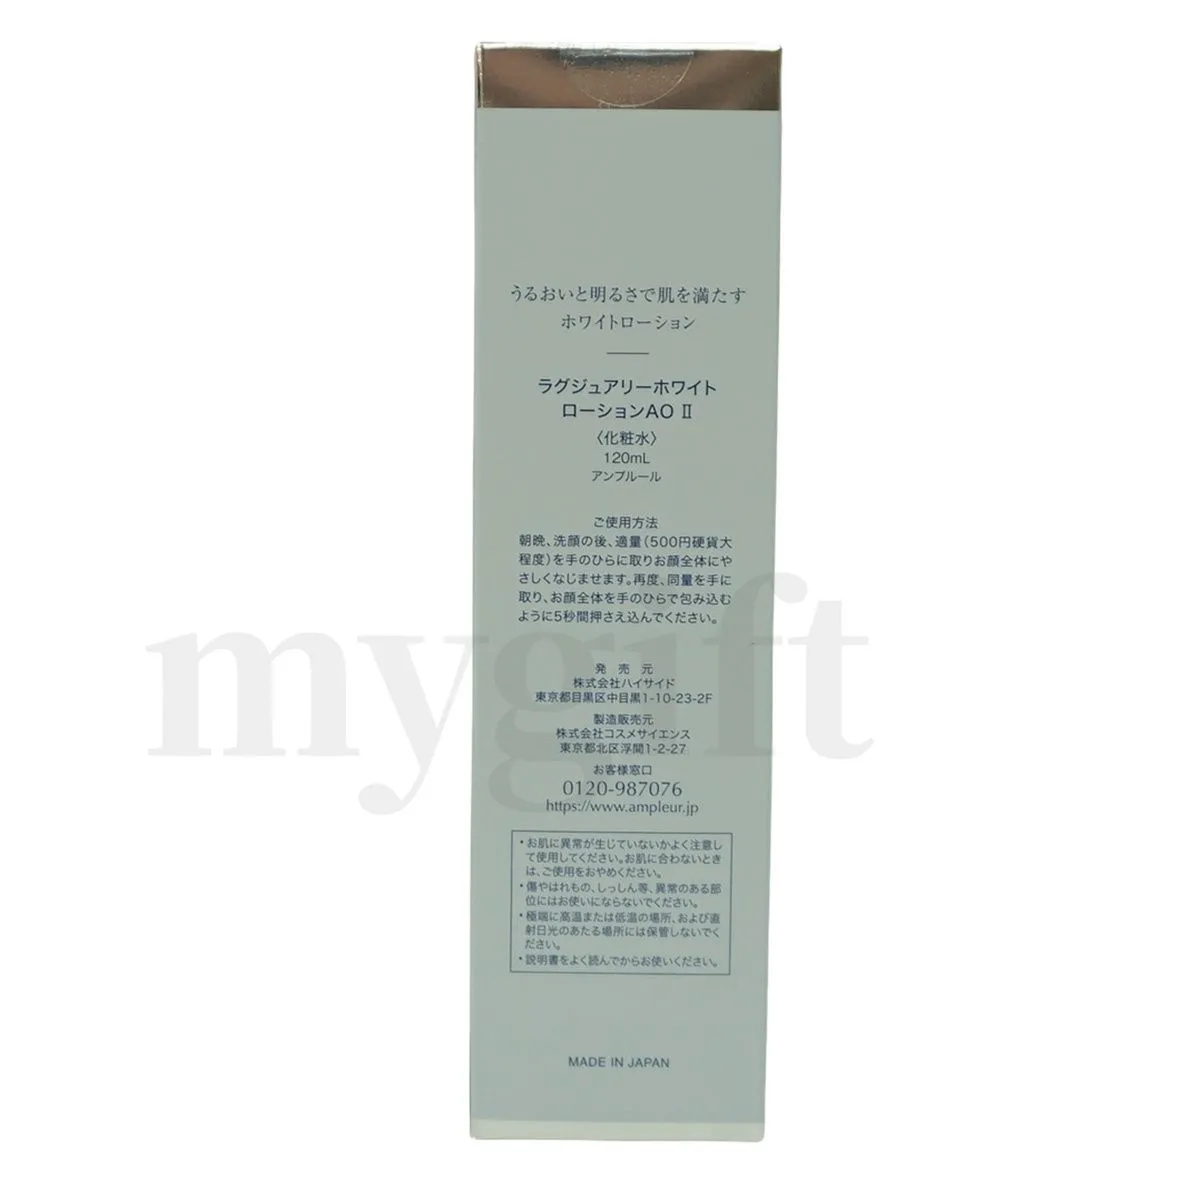 うるおいと明るさで肌を満たす
ホワイトローション
ラグジュアリーホワイト
ローションAO Ⅱ
〈化粧水〉
120mL
アンプルール
ご使用方法
朝晩、洗顔の後、適量(500円硬貨大
程度)を手のひらに取りお顔全体にや
さしくなじませます。再度、同量を手に
取り、お顔全体を手のひらで包み込む
ように5秒間押さえ込んでください。
mygift
発売元
株式会社ハイサイド
東京都目黒区中目黒1-10-23-2F
製造販売元
株式会社コスメサイエンス
東京都北区浮間1-2-27
お客様窓口
0120-987076
https://www.ampleur.jp
・お肌に異常が生じていないかよく注意し
て使用してください。お肌に合わないとき
は、ご使用をおやめください。
・傷やはれもの、しっしん等、異常のある部
位にはお使いにならないでください。
・極端に高温または低温の場所、および直
射日光のあたる場所には保管しないでく
ださい。
・説明書をよく読んでからお使いください。
MADE IN JAPAN